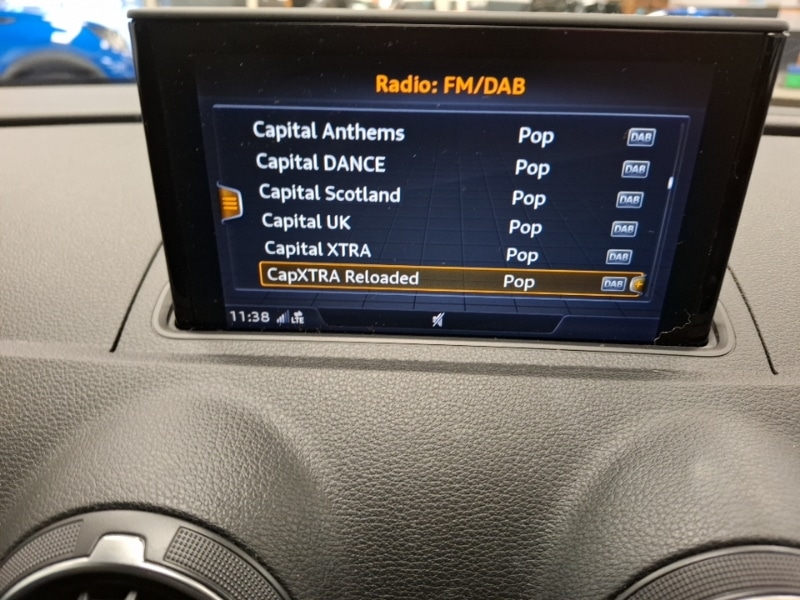 Radio: FM/DAB
Capital Anthems Pop DAB
Capital DANCE Pop DAB
Capital Scotland Pop DAB
Capital UK Pop DAB
Capital XTRA Pop DAB
CapXTRA Reloaded Pop DAB
11:38 LTE